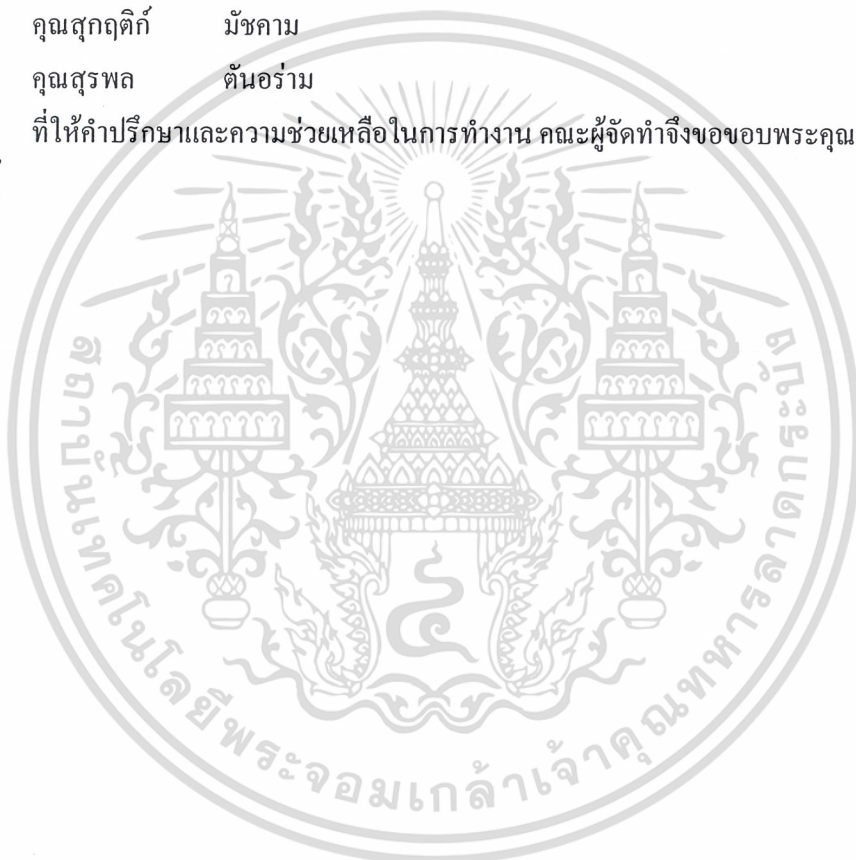 คุณสุกฤติก์ มัชคาม
คุณสุรพล ตันอร่าม
ที่ให้คำปรึกษาและความช่วยเหลือในการทำงาน คณะผู้จัดทำจึงขอขอบพระคุณ
สถาบันเทคโนโลยีพระจอมเกล้าเจ้าคุณทหารลาดกระบัง